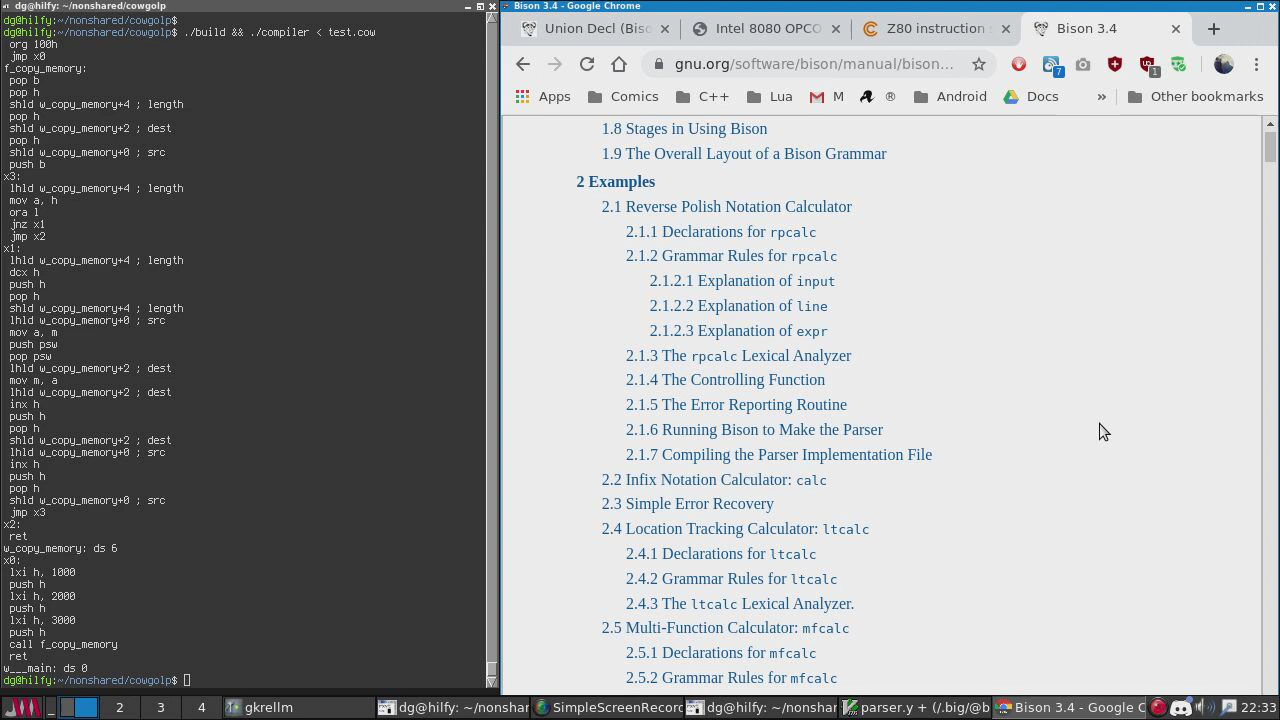 dg@hilfy: ~/nonshared/cowgolp
dg@hilfy:~/nonshared/cowgolp$
dg@hilfy:~/nonshared/cowgolp$ ./build && ./compiler < test.cow
org 100h
jmp x0
f_copy_memory:
pop b
pop h
shld w_copy_memory+4 ; length
pop h
shld w_copy_memory+2 ; dest
pop h
shld w_copy_memory+0 ; src
push b
x3:
lhld w_copy_memory+4 ; length
mov a, h
ora l
jnz x1
jmp x2
x1:
lhld w_copy_memory+4 ; length
dcx h
push h
pop h
shld w_copy_memory+4 ; length
lhld w_copy_memory+0 ; src
mov a, m
push psw
pop psw
lhld w_copy_memory+2 ; dest
mov m, a
lhld w_copy_memory+2 ; dest
inx h
push h
pop h
shld w_copy_memory+2 ; dest
lhld w_copy_memory+0 ; src
inx h
push h
pop h
shld w_copy_memory+0 ; src
jmp x3
x2:
ret
w_copy_memory: ds 6
x0:
lxi h, 1000
push h
lxi h, 2000
push h
lxi h, 3000
push h
call f_copy_memory
ret
w___main: ds 0
dg@hilfy:~/nonshared/cowgolp$
Bison 3.4 - Google Chrome
Union Decl (Biso
Intel 8080 OPCO
Z80 instruction s
Bison 3.4
gnu.org/software/bison/manual/bison...
7
1
Apps
Comics
C++
Lua
M
®
Android
Docs
»
Other bookmarks
1.8 Stages in Using Bison
1.9 The Overall Layout of a Bison Grammar
2 Examples
2.1 Reverse Polish Notation Calculator
2.1.1 Declarations for rpcalc
2.1.2 Grammar Rules for rpcalc
2.1.2.1 Explanation of input
2.1.2.2 Explanation of line
2.1.2.3 Explanation of expr
2.1.3 The rpcalc Lexical Analyzer
2.1.4 The Controlling Function
2.1.5 The Error Reporting Routine
2.1.6 Running Bison to Make the Parser
2.1.7 Compiling the Parser Implementation File
2.2 Infix Notation Calculator: calc
2.3 Simple Error Recovery
2.4 Location Tracking Calculator: ltcalc
2.4.1 Declarations for ltcalc
2.4.2 Grammar Rules for ltcalc
2.4.3 The ltcalc Lexical Analyzer.
2.5 Multi-Function Calculator: mfcalc
2.5.1 Declarations for mfcalc
2.5.2 Grammar Rules for mfcalc
2
3
4
gkrellm
dg@hilfy: ~/nonshar
SimpleScreenRecord
dg@hilfy: ~/nonshar
parser.y + (/.big/@b
Bison 3.4 - Google C
22:33